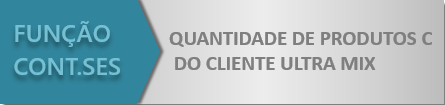 FUNÇÃO
CONT.SES
QUANTIDADE DE PRODUTOS C
DO CLIENTE ULTRA MIX